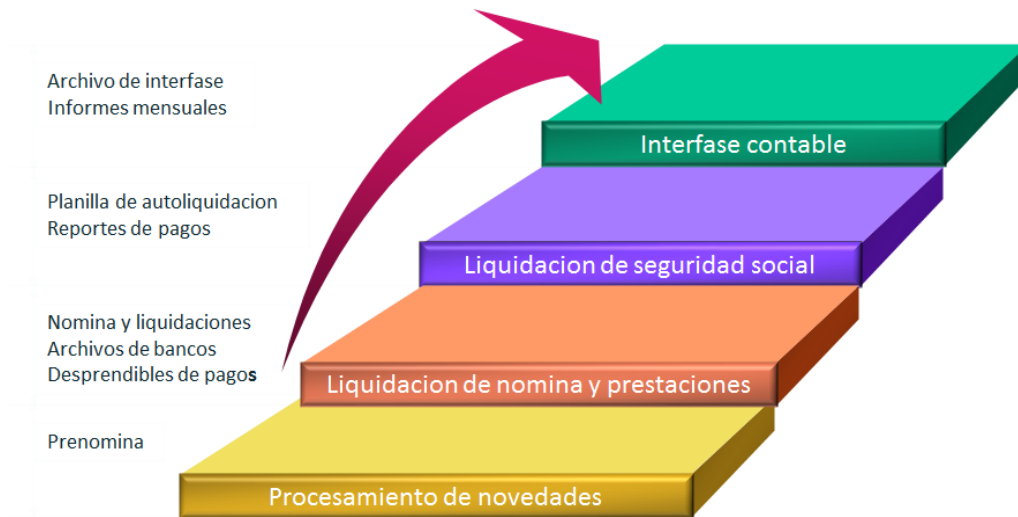 Archivo de interfase
Informes mensuales
Interfase contable
Planilla de autoliquidacion
Reportes de pagos
Liquidacion de seguridad social
Nomina y liquidaciones
Archivos de bancos
Desprendibles de pagos
Liquidacion de nomina y prestaciones
Prenomina
Procesamiento de novedades